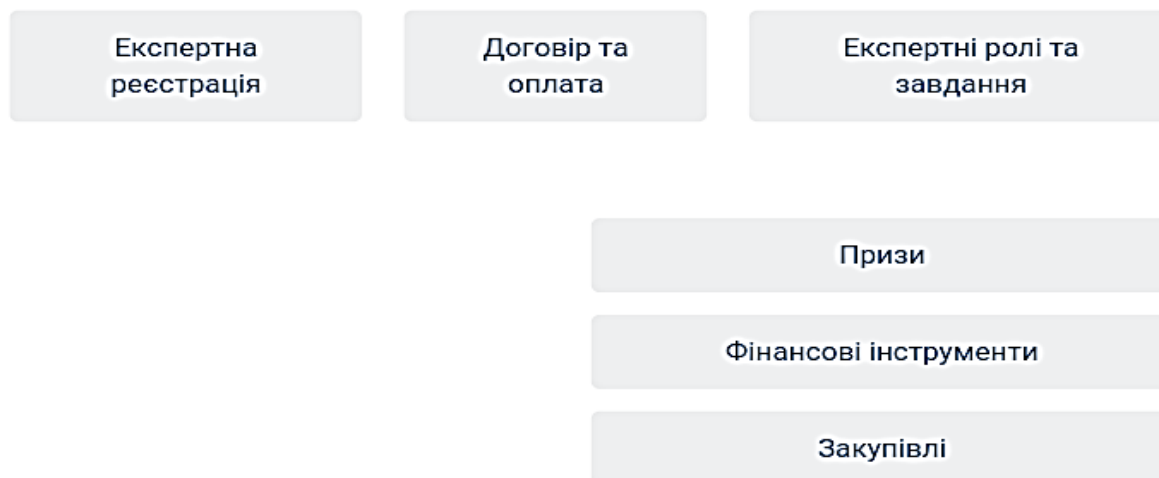 Експертна
реєстрація
Договір та
оплата
Експертні ролі та
завдання
Призи
Фінансові інструменти
Закупівлі